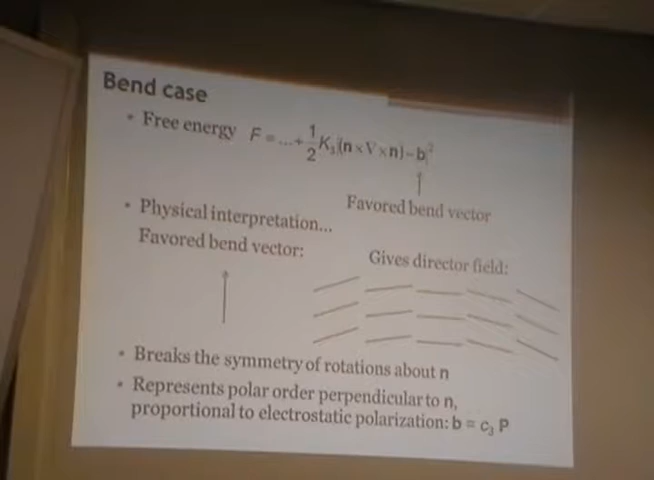 Bend case
• Free energy F = ...+ 1/2 K₃|(n×∇×n)−b|²
Favored bend vector
• Physical interpretation...
Favored bend vector:
Gives director field:
• Breaks the symmetry of rotations about n
• Represents polar order perpendicular to n,
proportional to electrostatic polarization: b = c₃ P